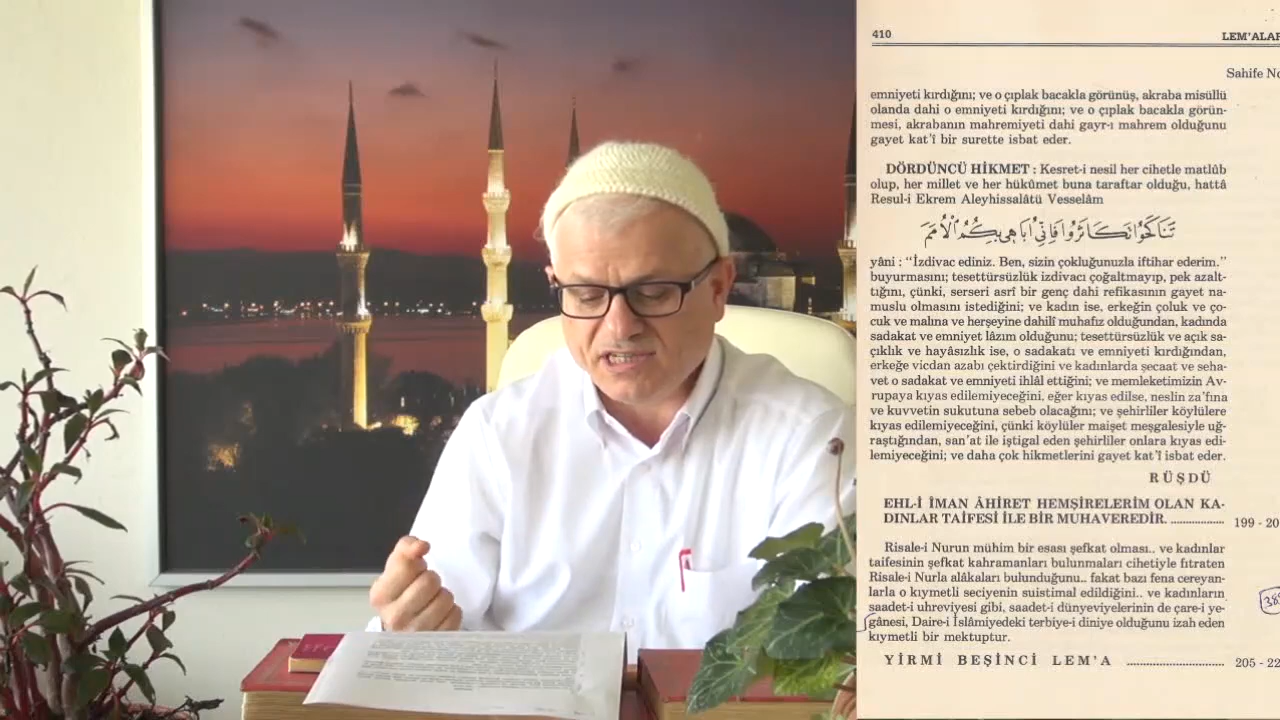 410
LEM'ALAR
Sahife No
emniyeti kırdığını; ve o çıplak bacakla görünüş, akraba misüllü
olanda dahi o emniyeti kırdığını; ve o çıplak bacakla görün-
mesi, akrabanın mahremiyeti dahi gayr-ı mahrem olduğunu
gayet kat'î bir surette isbat eder.
DÖRDÜNCÜ HİKMET : Kesret-i nesil her cihetle matlûb
olup, her millet ve her hükûmet buna taraftar olduğu, hattâ
Resul-i Ekrem Aleyhissalâtü Vesselâm
تَنَاكَحُوا تَكَاثَرُوا فَاِنِّى اُبَاهِى بِكُمُ الْاُمَمَ
yâni : "İzdivac ediniz. Ben, sizin çokluğunuzla iftihar ederim."
buyurmasını; tesettürsüzlük izdivacı çoğaltmayıp, pek azalt-
tığını, çünki, serseri asrî bir genç dahi refikasının gayet na-
muslu olmasını istediğini; ve kadın ise, erkeğin çoluk ve ço-
cuk ve malına ve herşeyine dahilî muhafız olduğundan, kadında
sadakat ve emniyet lâzım olduğunu; tesettürsüzlük ve açık sa-
çıklık ve hayâsızlık ise, o sadakatı ve emniyeti kırdığından,
erkeğe vicdan azabı çektirdiğini ve kadınlarda şecaat ve seha-
vet o sadakat ve emniyeti ihlâl ettiğini; ve memleketimizin Av-
rupaya kıyas edilemiyeceğini, eğer kıyas edilse, neslin za'fına
ve kuvvetin sukutuna sebeb olacağını; ve şehirliler köylülere
kıyas edilemiyeceğini, çünki köylüler maişet meşgalesiyle uğ-
raştığından, san'at ile iştigal eden şehirliler onlara kıyas edi-
lemiyeceğini; ve daha çok hikmetlerini gayet kat'î isbat eder.
RÜŞDÜ
EHL-İ ÎMAN ÂHİRET HEMŞİRELERİM OLAN KA-
DINLAR TAİFESİ İLE BİR MUHAVEREDİR. .................. 199 - 20
Risale-i Nurun mühim bir esası şefkat olması.. ve kadınlar
taifesinin şefkat kahramanları bulunmaları cihetiyle fıtraten
Risale-i Nurla alâkaları bulunduğunu.. fakat bazı fena cereyan-
larla o kıymetli seciyenin suistimal edildiğini.. ve kadınların
saadet-i uhreviyesi gibi, saadet-i dünyeviyelerinin de çare-i ye-
gânesi, Daire-i İslâmiyedeki terbiye-i diniye olduğunu izah eden
kıymetli bir mektuptur.
YİRMİ BEŞİNCİ LEM'A .................. 205 - 22